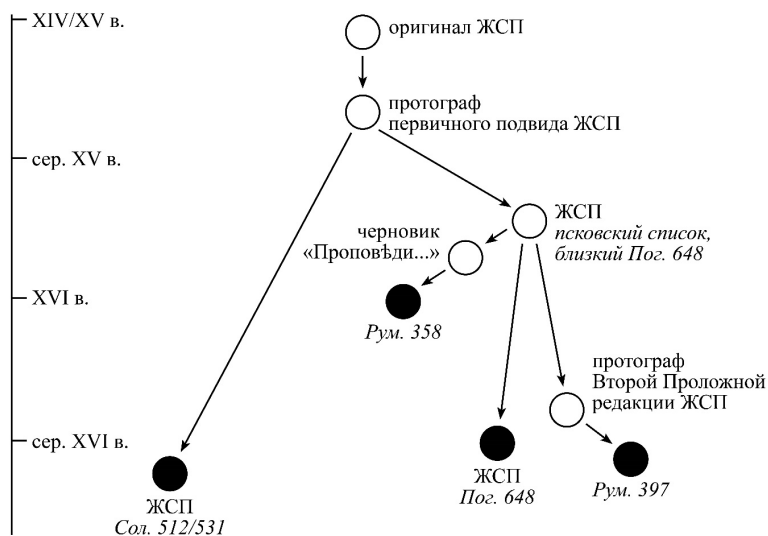 XIV/XV в.
оригинал ЖСП
протограф
первичного подвида ЖСП
сер. XV в.
ЖСП
псковский список,
близкий Пог. 648
черновик
«Проповѣди...»
XVI в.
Рум. 358
протограф
Второй Проложной
редакции ЖСП
сер. XVI в.
ЖСП
Пог. 648
Рум. 397
ЖСП
Сол. 512/531